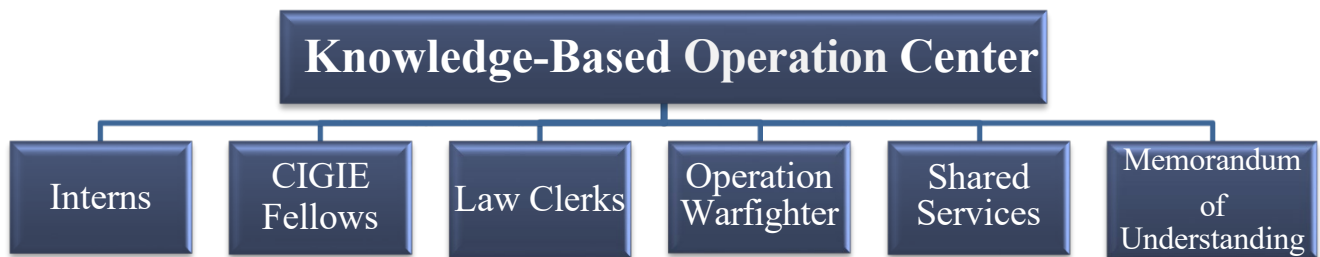 Knowledge-Based Operation Center
Interns
CIGIE
Fellows
Law Clerks
Operation
Warfighter
Shared
Services
Memorandum
of
Understanding